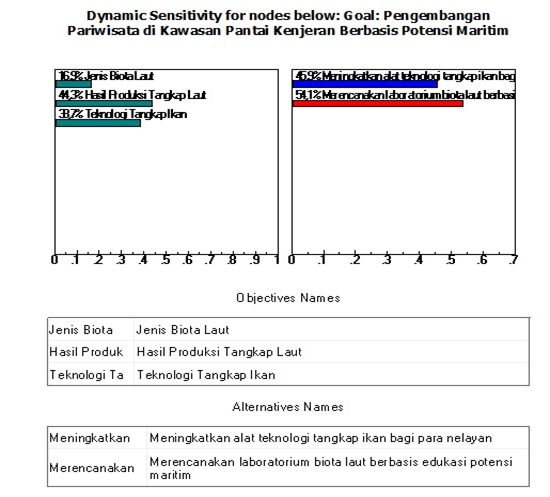 Dynamic Sensitivity for nodes below: Goal: Pengembangan
Pariwisata di Kawasan Pantai Kenjeran Berbasis Potensi Maritim
16,9% Jenis Biota Laut
44,3% Hasil Produksi Tangkap Laut
38,7% Teknologi Tangkap Ikan
0 .1 .2 .3 .4 .5 .6 .7 .8 .9 1
45,9% Meningkatkan alat teknologi tangkap ikan bag
54,1% Merencanakan laboratorium biota laut berbasi
0 .1 .2 .3 .4 .5 .6 .7
Objectives Names
Jenis Biota Jenis Biota Laut
Hasil Produk Hasil Produksi Tangkap Laut
Teknologi Ta Teknologi Tangkap Ikan
Alternatives Names
Meningkatkan Meningkatkan alat teknologi tangkap ikan bagi para nelayan
Merencanakan Merencanakan laboratorium biota laut berbasis edukasi potensi
maritim